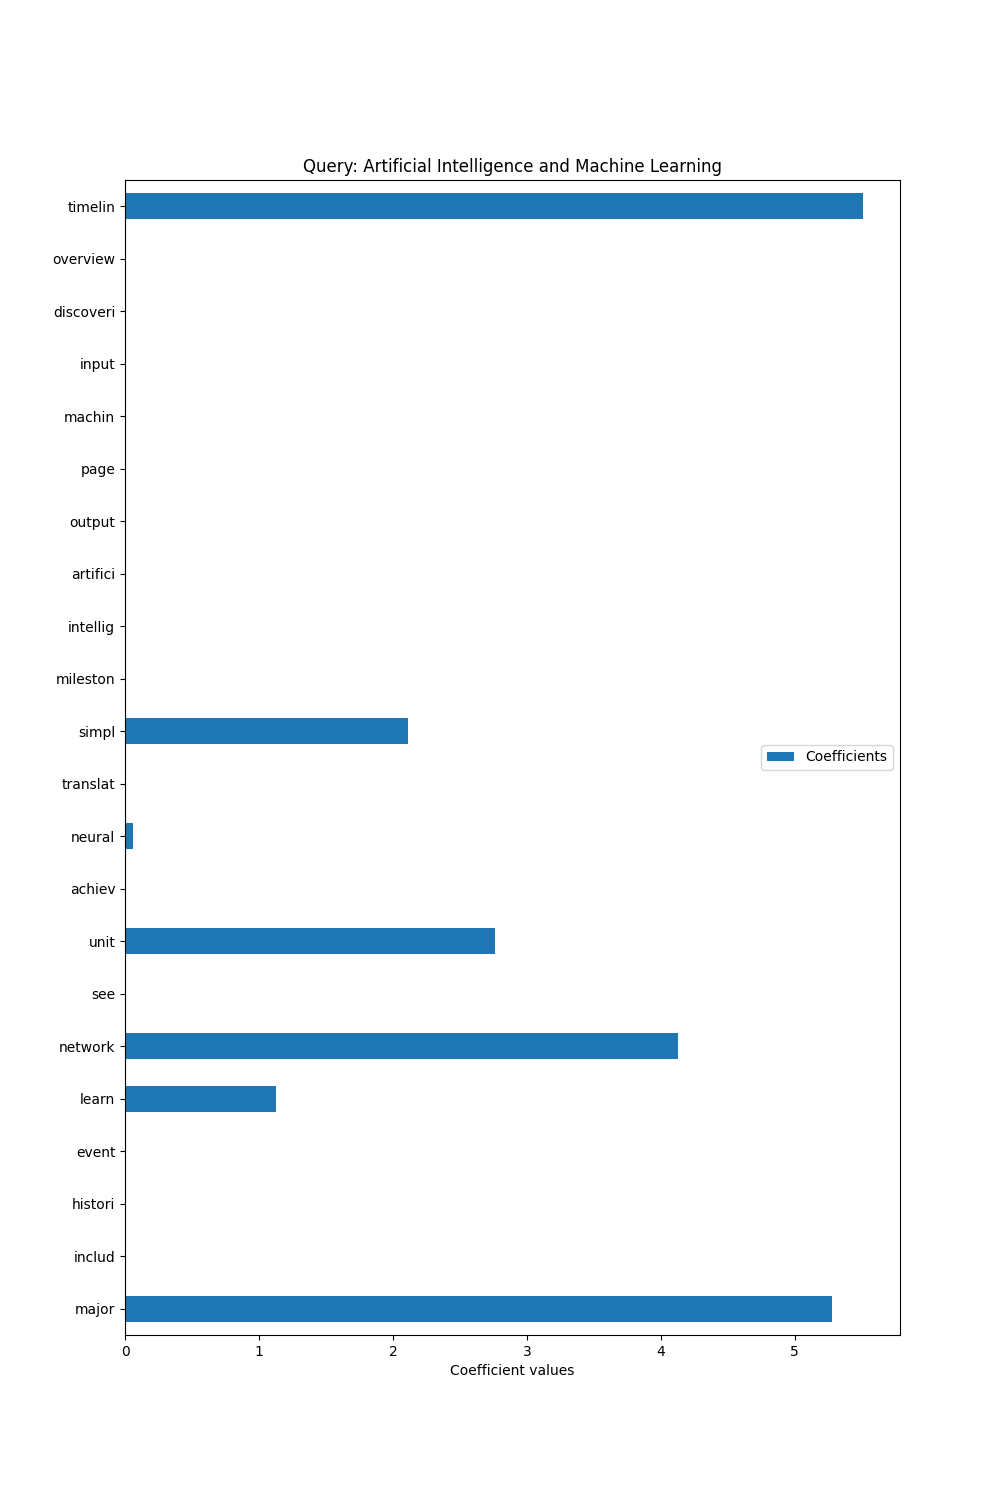 Query: Artificial Intelligence and Machine Learning
timelin
overview
discoveri
input
machin
page
output
artifici
intellig
mileston
simpl
Coefficients
translat
neural
achiev
unit
see
network
learn
event
histori
includ
major
0 1 2 3 4 5
Coefficient values